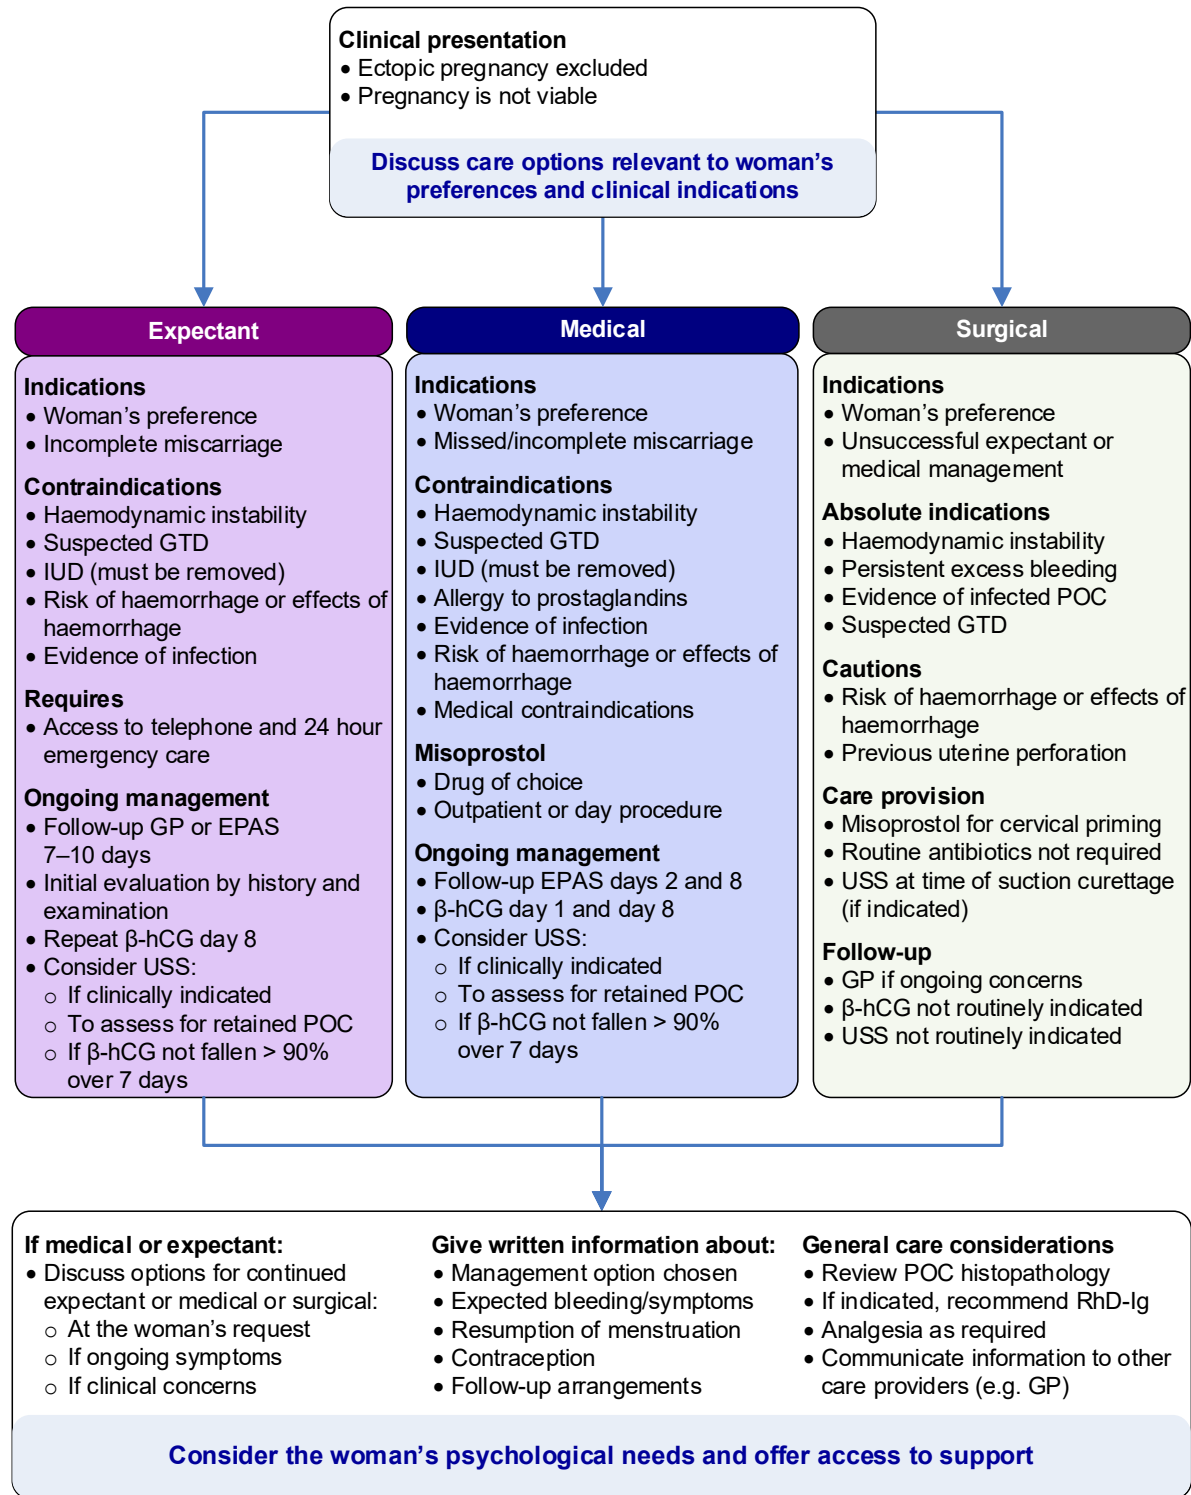 Clinical presentation
• Ectopic pregnancy excluded
• Pregnancy is not viable
Discuss care options relevant to woman’s
preferences and clinical indications
Expectant
Indications
• Woman’s preference
• Incomplete miscarriage
Contraindications
• Haemodynamic instability
• Suspected GTD
• IUD (must be removed)
• Risk of haemorrhage or effects of
haemorrhage
• Evidence of infection
Requires
• Access to telephone and 24 hour
emergency care
Ongoing management
• Follow-up GP or EPAS
7–10 days
• Initial evaluation by history and
examination
• Repeat β-hCG day 8
• Consider USS:
o If clinically indicated
o To assess for retained POC
o If β-hCG not fallen > 90%
over 7 days
Medical
Indications
• Woman’s preference
• Missed/incomplete miscarriage
Contraindications
• Haemodynamic instability
• Suspected GTD
• IUD (must be removed)
• Allergy to prostaglandins
• Evidence of infection
• Risk of haemorrhage or effects of
haemorrhage
• Medical contraindications
Misoprostol
• Drug of choice
• Outpatient or day procedure
Ongoing management
• Follow-up EPAS days 2 and 8
• β-hCG day 1 and day 8
• Consider USS:
o If clinically indicated
o To assess for retained POC
o If β-hCG not fallen > 90%
over 7 days
Surgical
Indications
• Woman’s preference
• Unsuccessful expectant or
medical management
Absolute indications
• Haemodynamic instability
• Persistent excess bleeding
• Evidence of infected POC
• Suspected GTD
Cautions
• Risk of haemorrhage or effects of
haemorrhage
• Previous uterine perforation
Care provision
• Misoprostol for cervical priming
• Routine antibiotics not required
• USS at time of suction curettage
(if indicated)
Follow-up
• GP if ongoing concerns
• β-hCG not routinely indicated
• USS not routinely indicated
If medical or expectant:
• Discuss options for continued
expectant or medical or surgical:
o At the woman’s request
o If ongoing symptoms
o If clinical concerns
Give written information about:
• Management option chosen
• Expected bleeding/symptoms
• Resumption of menstruation
• Contraception
• Follow-up arrangements
General care considerations
• Review POC histopathology
• If indicated, recommend RhD-Ig
• Analgesia as required
• Communicate information to other
care providers (e.g. GP)
Consider the woman’s psychological needs and offer access to support